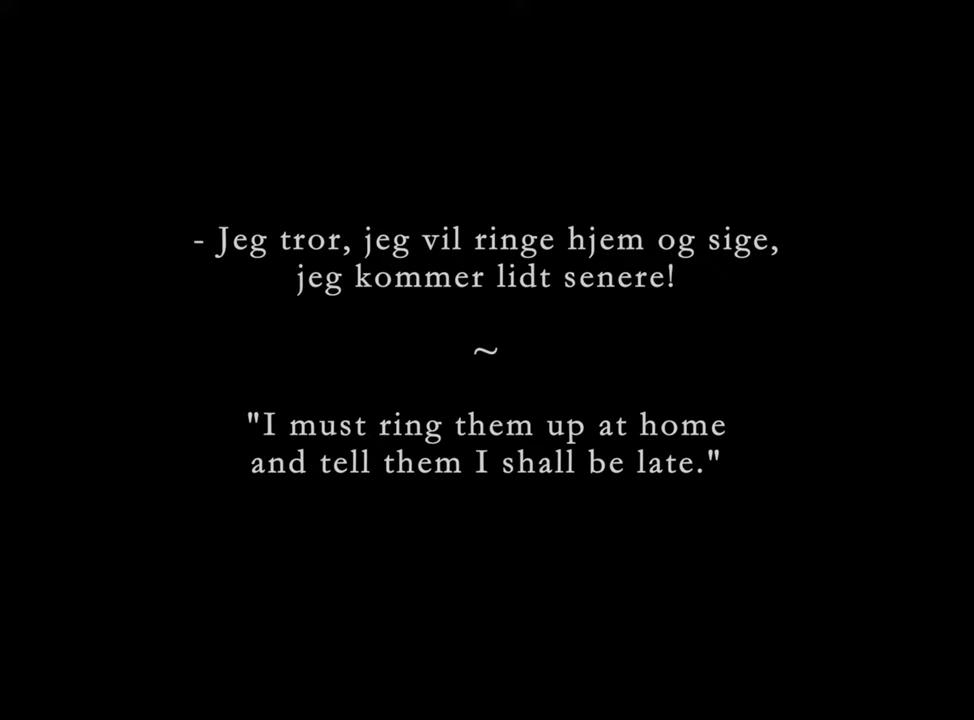 - Jeg tror, jeg vil ringe hjem og sige,
jeg kommer lidt senere!
~
"I must ring them up at home
and tell them I shall be late."